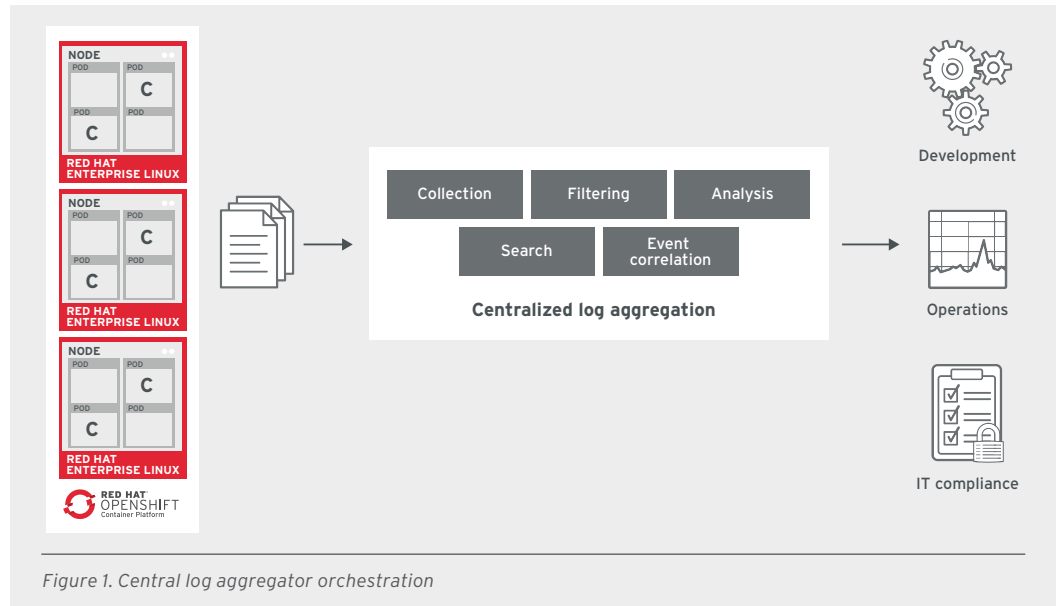 NODE
POD POD
C
POD POD
C
RED HAT
ENTERPRISE LINUX
NODE
POD POD
C
POD POD
C
RED HAT
ENTERPRISE LINUX
NODE
POD POD
C
POD POD
C
RED HAT
ENTERPRISE LINUX
RED HAT
OPENSHIFT
Container Platform
Collection Filtering Analysis
Search Event
correlation
Centralized log aggregation
Development
Operations
IT compliance
Figure 1. Central log aggregator orchestration